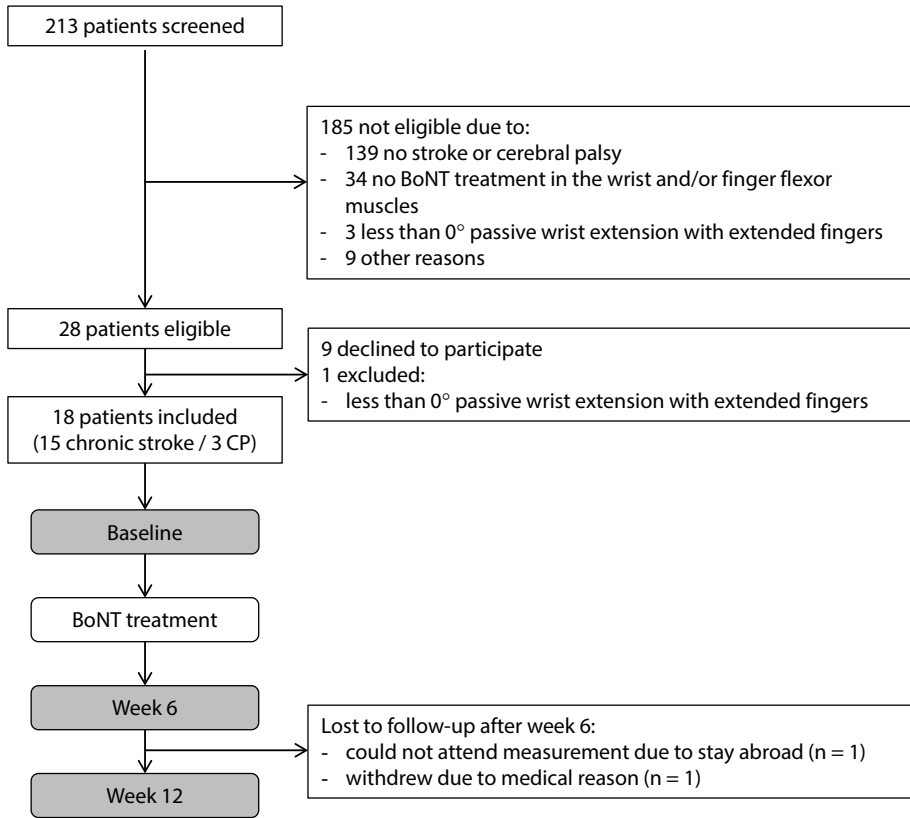 213 patients screened
185 not eligible due to:
- 139 no stroke or cerebral palsy
- 34 no BoNT treatment in the wrist and/or finger flexor
muscles
- 3 less than 0° passive wrist extension with extended fingers
- 9 other reasons
28 patients eligible
9 declined to participate
1 excluded:
- less than 0° passive wrist extension with extended fingers
18 patients included
(15 chronic stroke / 3 CP)
Baseline
BoNT treatment
Week 6
Lost to follow-up after week 6:
- could not attend measurement due to stay abroad (n = 1)
- withdrew due to medical reason (n = 1)
Week 12